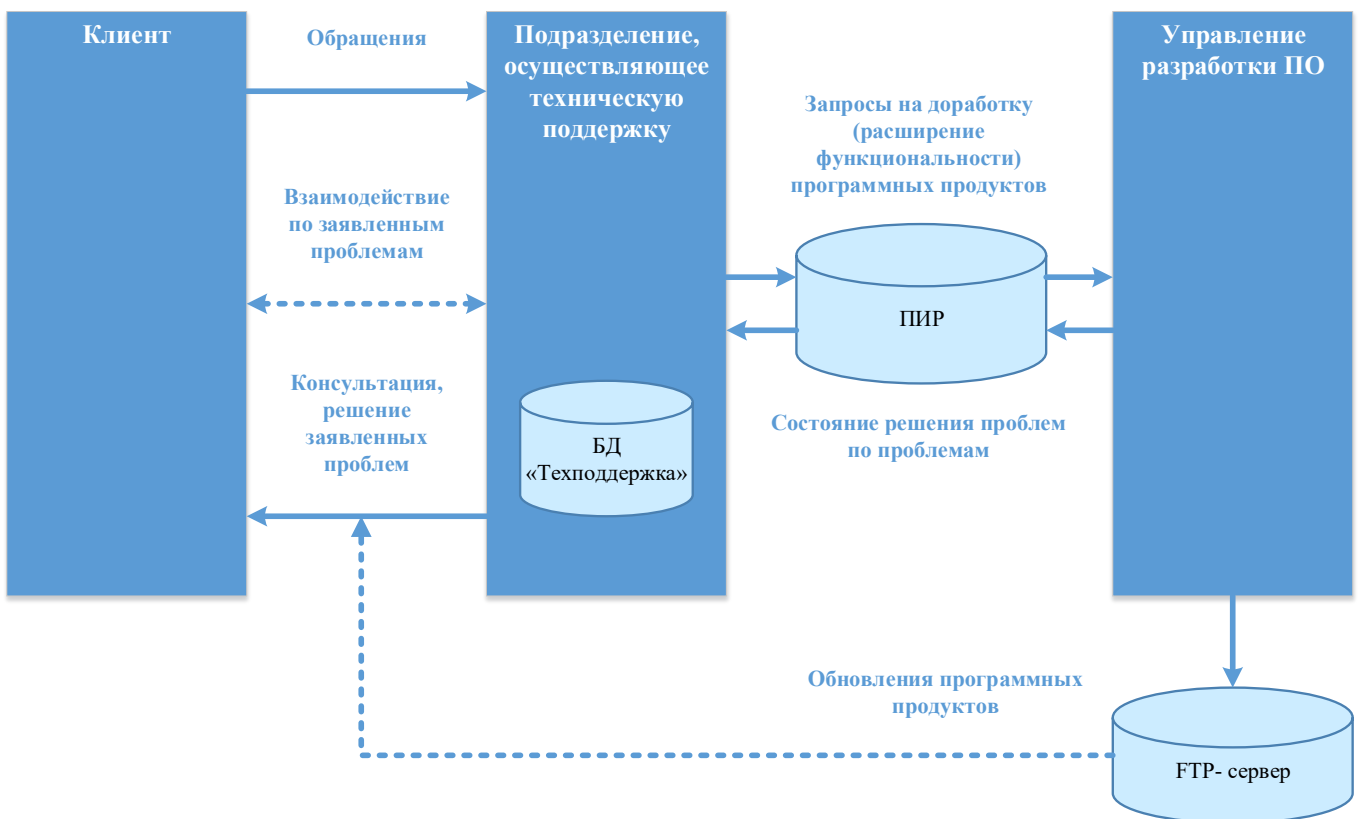 Клиент
Обращения
Подразделение,
осуществляющее
техническую
поддержку
Управление
разработки ПО
Запросы на доработку
(расширение
функциональности)
программных продуктов
Взаимодействие
по заявленным
проблемам
ПИР
Консультация,
решение
заявленных
проблем
БД
«Техподдержка»
Состояние решения проблем
по проблемам
Обновления программных
продуктов
FTP- сервер